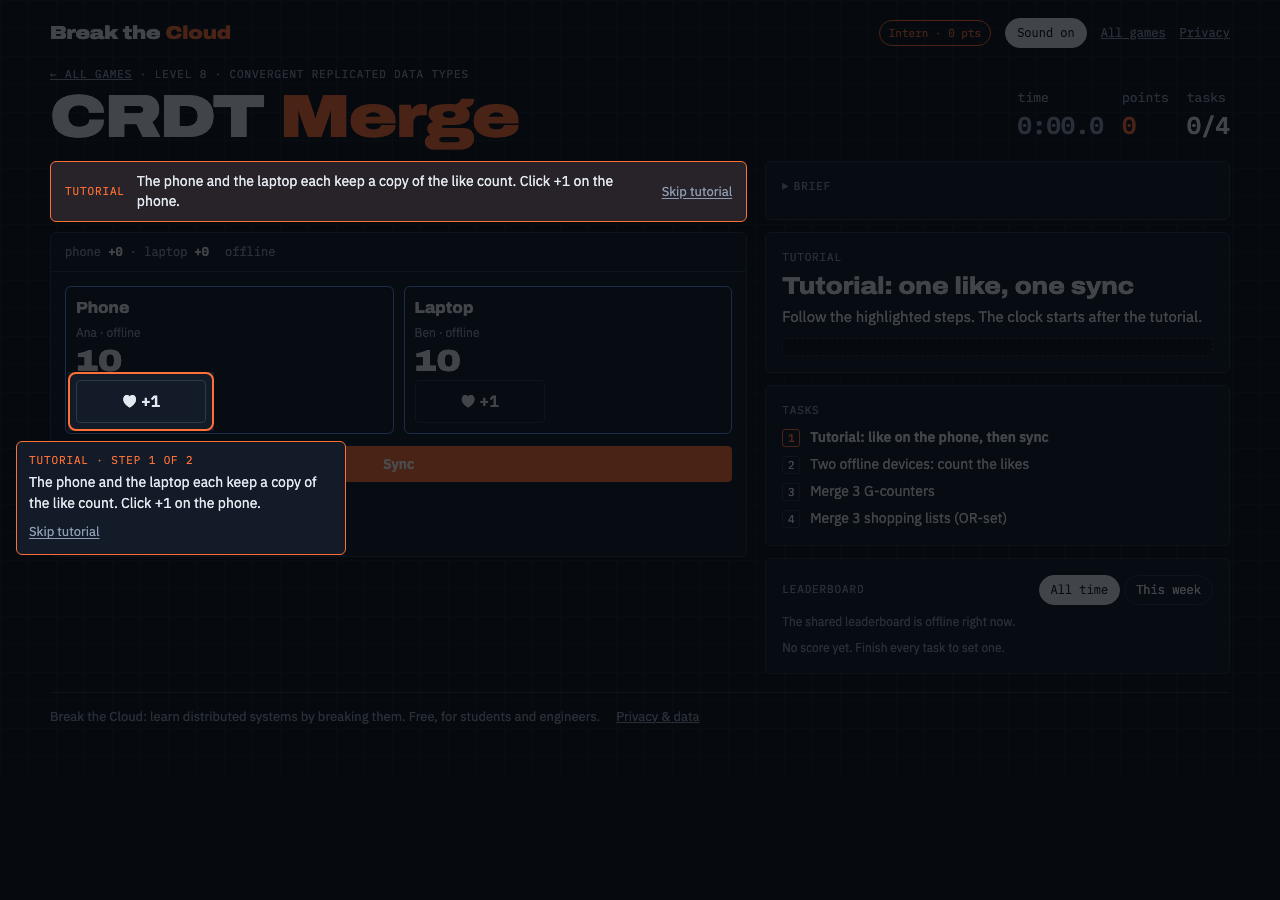 Break the Cloud
Intern · 0 pts
Sound on
All games
Privacy
← ALL GAMES · LEVEL 8 · CONVERGENT REPLICATED DATA TYPES
CRDT Merge
time
points
tasks
0:00.0
0
0/4
TUTORIAL
The phone and the laptop each keep a copy of the like count. Click +1 on the
phone.
Skip tutorial
phone +0 · laptop +0 offline
Phone
Ana · offline
10
+1
Laptop
Ben · offline
10
+1
Sync
TUTORIAL · STEP 1 OF 2
The phone and the laptop each keep a copy of
the like count. Click +1 on the phone.
Skip tutorial
BRIEF
TUTORIAL
Tutorial: one like, one sync
Follow the highlighted steps. The clock starts after the tutorial.
TASKS
1 Tutorial: like on the phone, then sync
2 Two offline devices: count the likes
3 Merge 3 G-counters
4 Merge 3 shopping lists (OR-set)
LEADERBOARD
All time
This week
The shared leaderboard is offline right now.
No score yet. Finish every task to set one.
Break the Cloud: learn distributed systems by breaking them. Free, for students and engineers.
Privacy & data